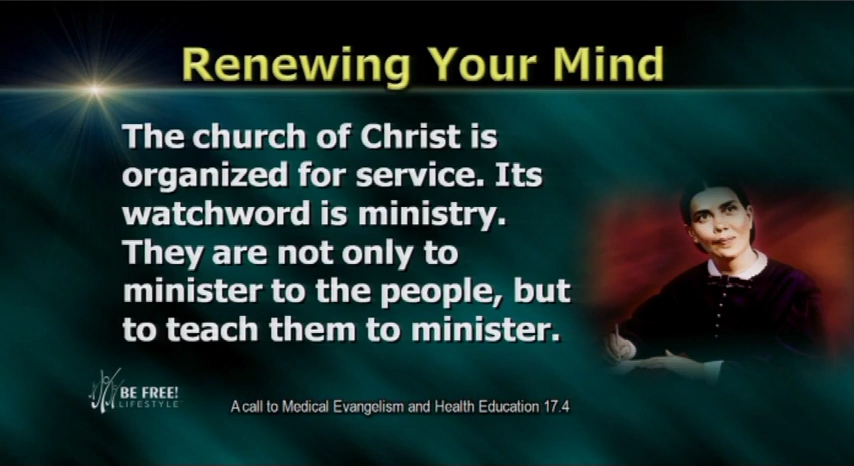 Renewing Your Mind
The church of Christ is
organized for service. Its
watchword is ministry.
They are not only to
minister to the people, but
to teach them to minister.
BE FREE!
LIFESTYLE
A call to Medical Evangelism and Health Education 17.4